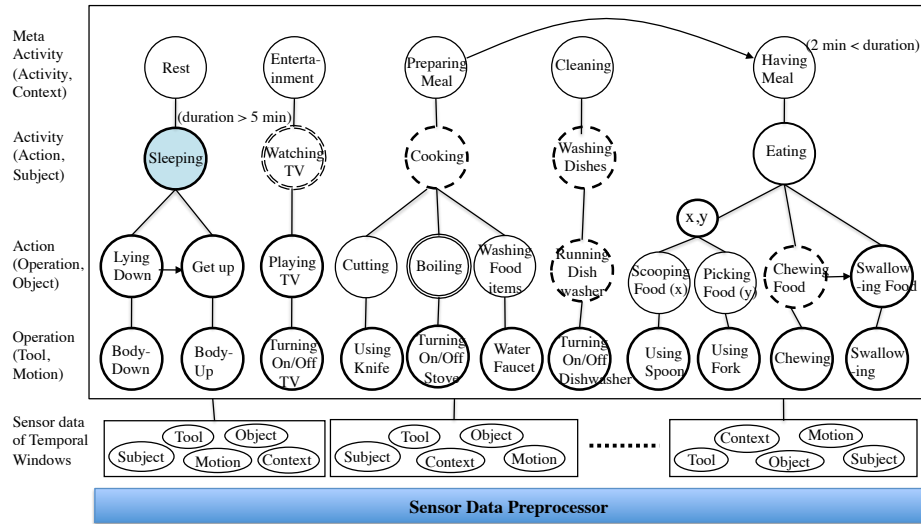 Meta
Activity
(Activity,
Context)
Rest
Enterta-
inment
Preparing
Meal
Cleaning
Having
Meal
(2 min < duration)
(duration > 5 min)
Activity
(Action,
Subject)
Sleeping
Watching
TV
Cooking
Washing
Dishes
Eating
x,y
Action
(Operation,
Object)
Lying
Down
Get up
Playing
TV
Cutting
Boiling
Washing
Food
items
Running
Dish
washer
Scooping
Food (x)
Picking
Food (y)
Chewing
Food
Swallow
-ing Food
Operation
(Tool,
Motion)
Body-
Down
Body-
Up
Turning
On/Off
TV
Using
Knife
Turning
On/Off
Stove
Water
Faucet
Turning
On/Off
Dishwasher
Using
Spoon
Using
Fork
Chewing
Swallow
-ing
Sensor data
of Temporal
Windows
Tool
Object
Subject
Motion
Context
Tool
Object
Subject
Context
Motion
Context
Motion
Tool
Object
Subject
Sensor Data Preprocessor